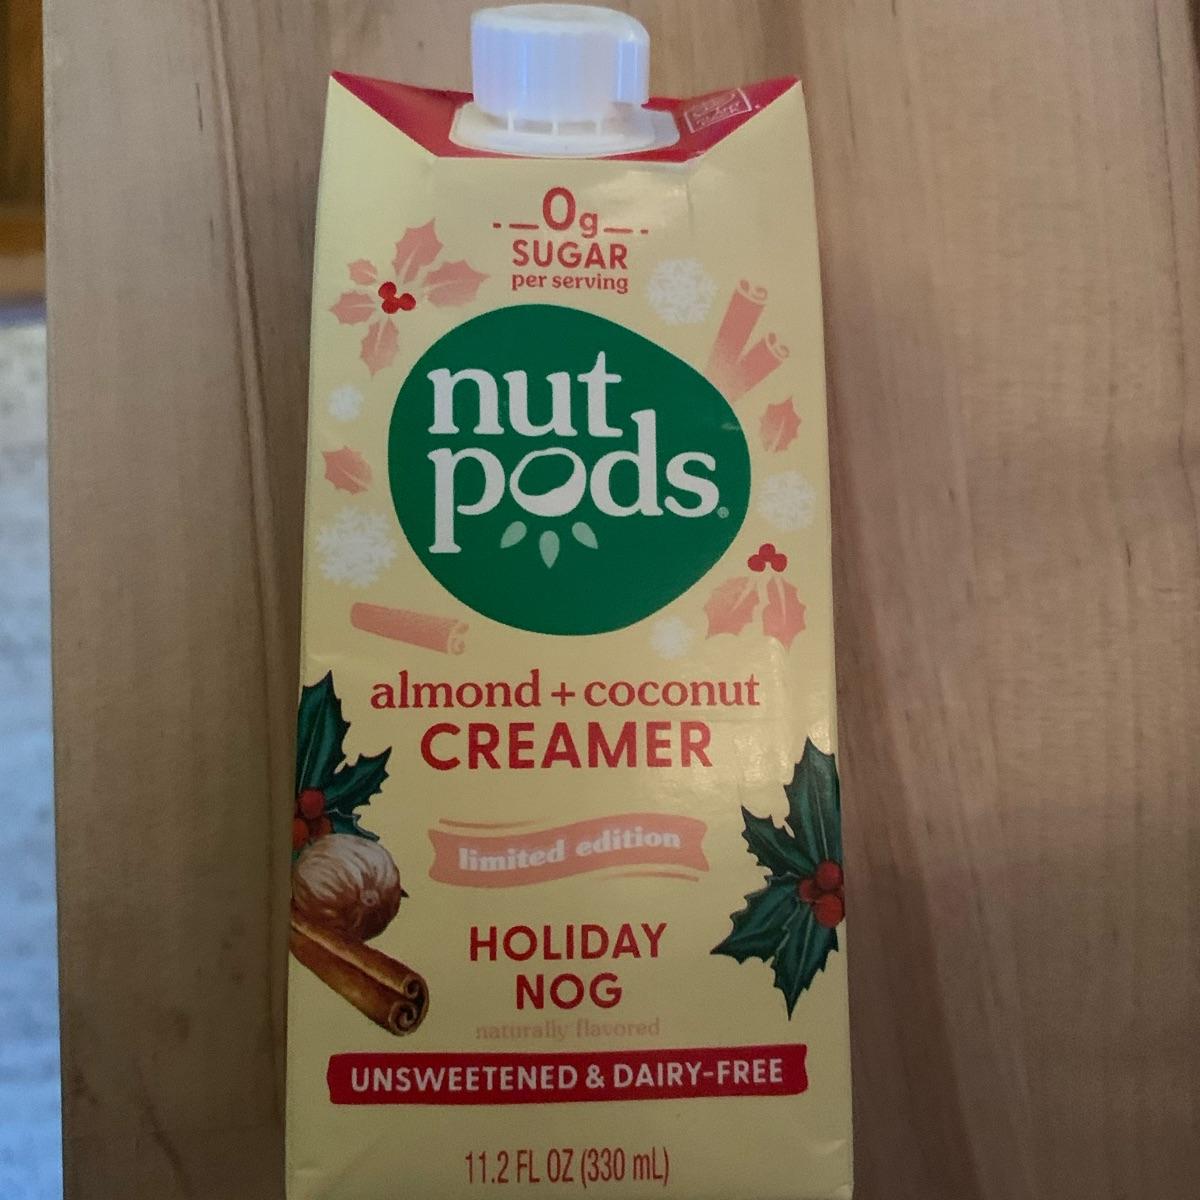 0g
SUGAR
per serving
nut
pods®
almond + coconut
CREAMER
limited edition
HOLIDAY
NOG
naturally flavored
UNSWEETENED & DAIRY-FREE
11.2 FL OZ (330 mL)